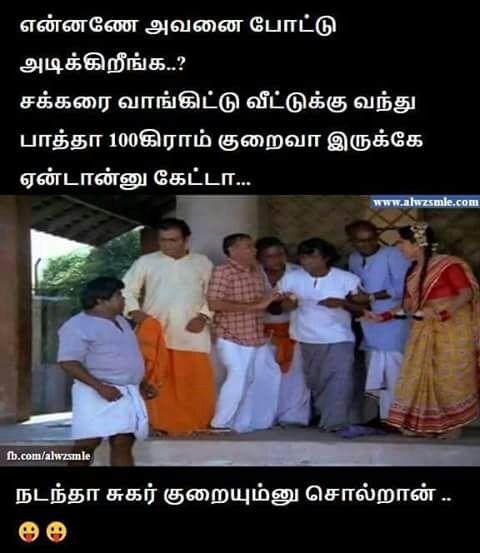 என்னணே அவனை போட்டு
அடிக்கிறீங்க..?
சக்கரை வாங்கிட்டு வீட்டுக்கு வந்து
பாத்தா 100கிராம் குறைவா இருக்கே
ஏன்டான்னு கேட்டா...
www.alwzsmle.com
fb.com/alwzsmle
நடந்தா சுகர் குறையும்னு சொல்றான் ..
😛😛